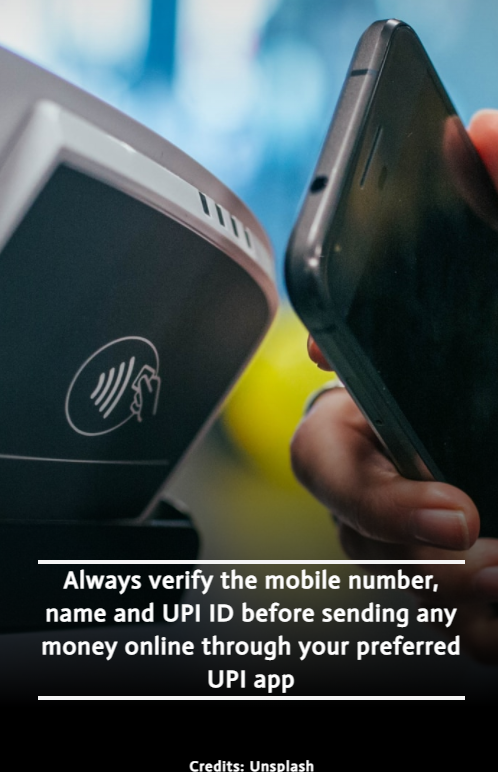 Always verify the mobile number,
name and UPI ID before sending any
money online through your preferred
UPI app
Credits: Unsplash